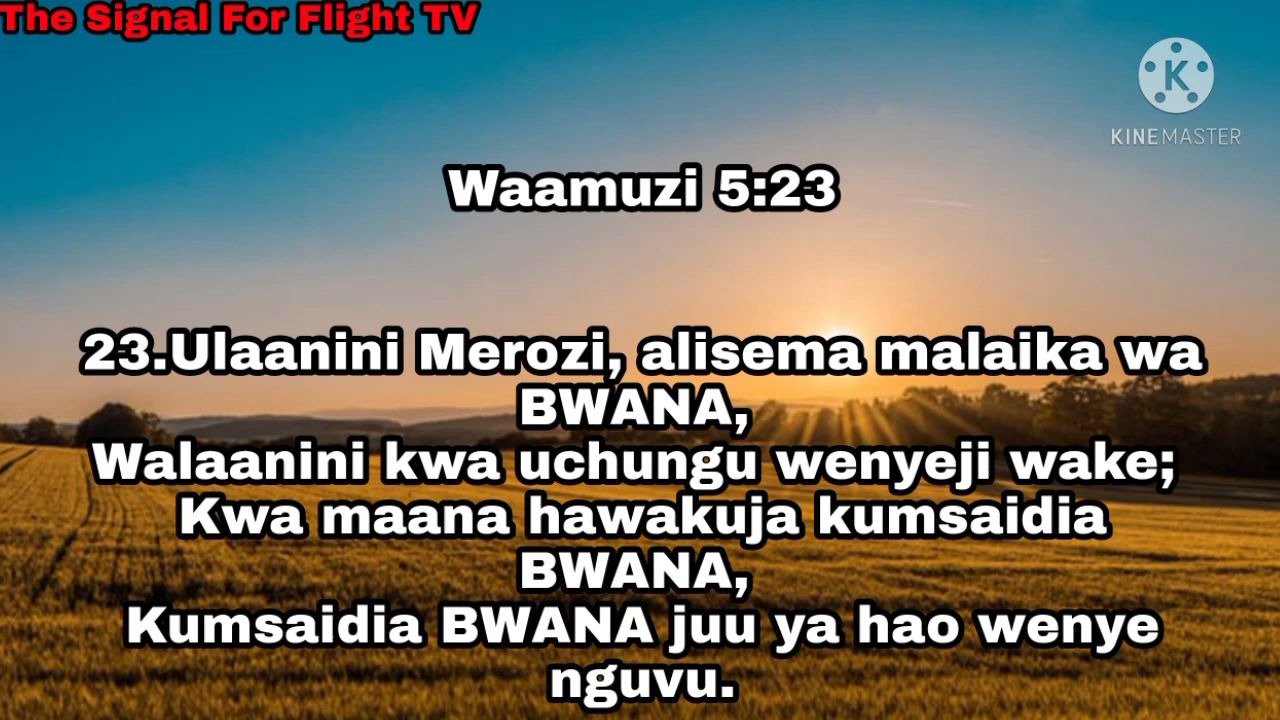 The Signal For Flight TV
KINEMASTER
Waamuzi 5:23
23.Ulaanini Merozi, alisema malaika wa
BWANA,
Walaanini kwa uchungu wenyeji wake;
Kwa maana hawakuja kumsaidia
BWANA,
Kumsaidia BWANA juu ya hao wenye
nguvu.